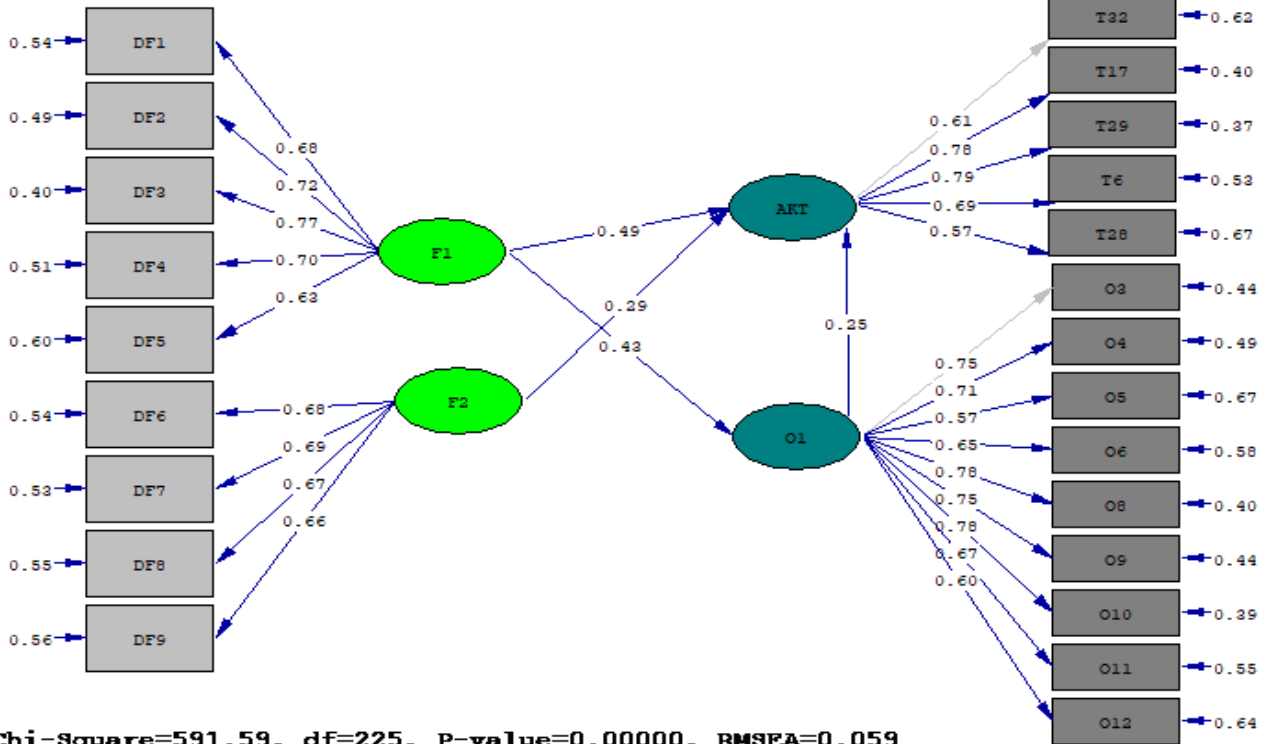 0.54 DF1
0.49 DF2
0.40 DF3
0.51 DF4
0.60 DF5
0.54 DF6
0.53 DF7
0.55 DF8
0.56 DF9
0.68
0.72
0.77
0.70
0.63
0.68
0.69
0.67
0.66
F1
F2
0.49
0.29
0.43
0.25
AKT
O1
0.61
0.78
0.79
0.69
0.57
0.75
0.71
0.57
0.65
0.78
0.75
0.78
0.67
0.60
T32 0.62
T17 0.40
T29 0.37
T6 0.53
T28 0.67
O3 0.44
O4 0.49
O5 0.67
O6 0.58
O8 0.40
O9 0.44
O10 0.39
O11 0.55
O12 0.64
Chi-Square=591.59, df=225, P-value=0.00000, RMSEA=0.059